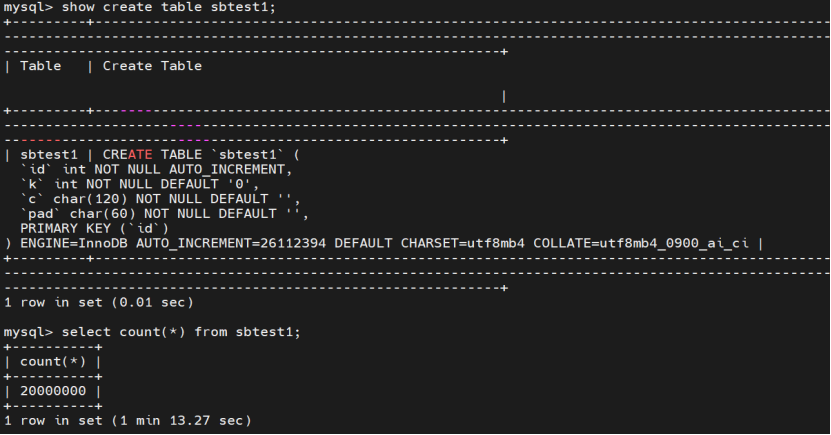 mysql> show create table sbtest1;
+---------+------------------------------------------------------------------------------------------
-------------------------------------------------------------------------------------------------------
-------------------------------------------------------------+
| Table   | Create Table
|
+---------+------------------------------------------------------------------------------------------
-------------------------------------------------------------------------------------------------------
-------------------------------------------------------------+
| sbtest1 | CREATE TABLE `sbtest1` (
  `id` int NOT NULL AUTO_INCREMENT,
  `k` int NOT NULL DEFAULT '0',
  `c` char(120) NOT NULL DEFAULT '',
  `pad` char(60) NOT NULL DEFAULT '',
  PRIMARY KEY (`id`)
) ENGINE=InnoDB AUTO_INCREMENT=26112394 DEFAULT CHARSET=utf8mb4 COLLATE=utf8mb4_0900_ai_ci |
+---------+------------------------------------------------------------------------------------------
-------------------------------------------------------------------------------------------------------
-------------------------------------------------------------+
1 row in set (0.01 sec)
mysql> select count(*) from sbtest1;
+----------+
| count(*) |
+----------+
| 20000000 |
+----------+
1 row in set (1 min 13.27 sec)